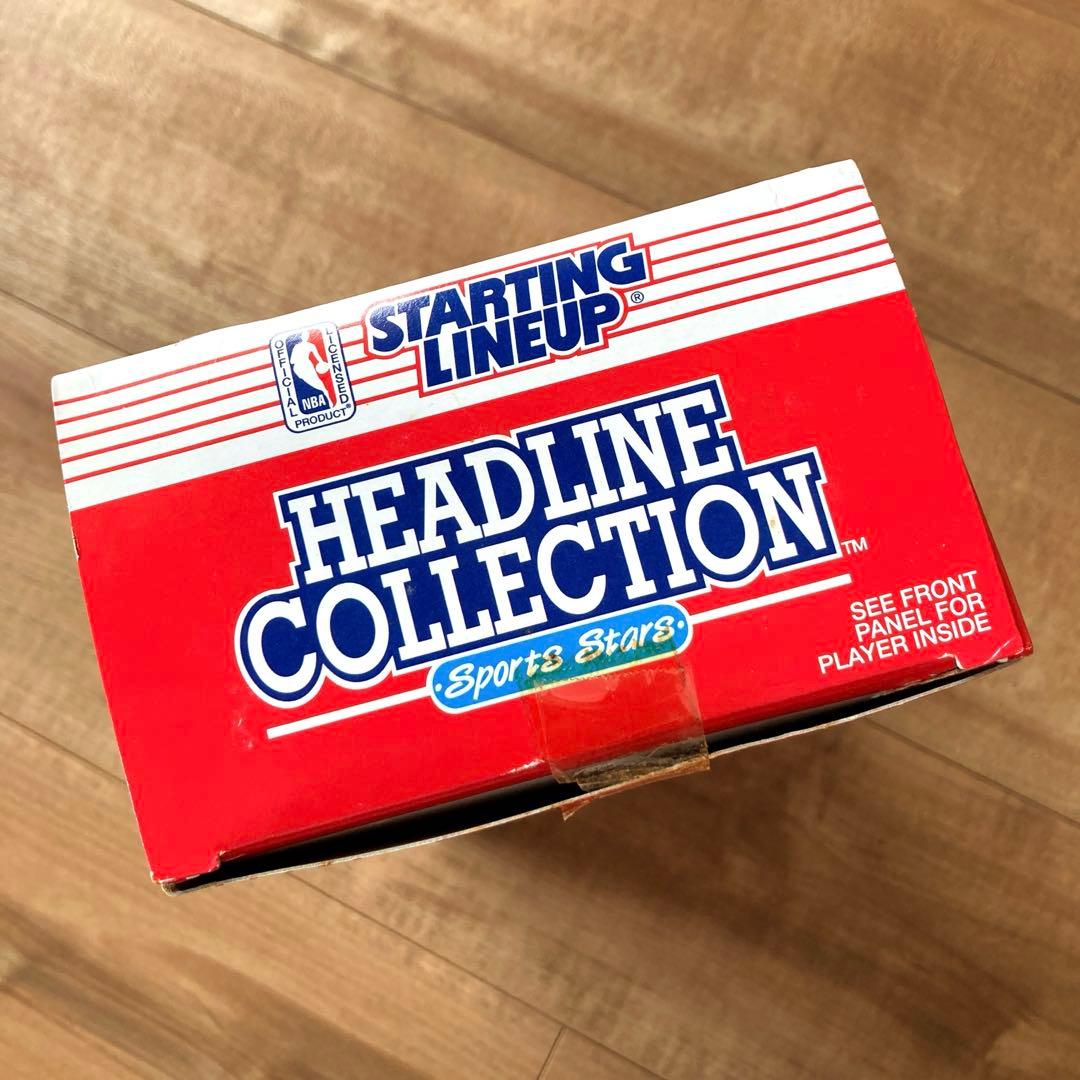 STARTING
LINEUP®
OFFICIAL
LICENSED
NBA
PRODUCT®
HEADLINE
COLLECTION™
·Sports Stars·
SEE FRONT
PANEL FOR
PLAYER INSIDE